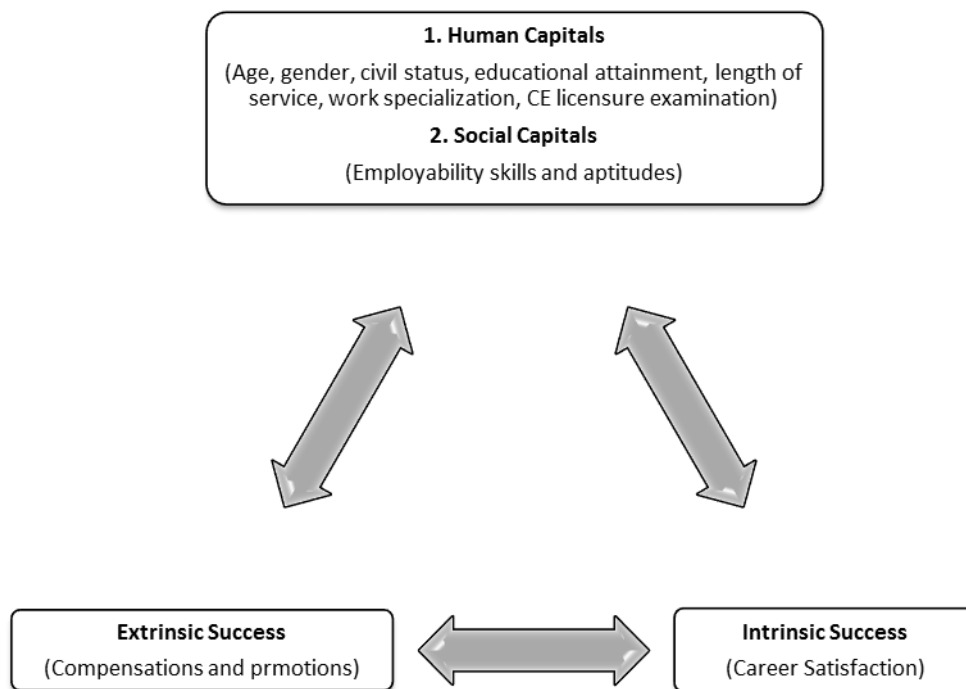 1. Human Capitals
(Age, gender, civil status, educational attainment, length of
service, work specialization, CE licensure examination)
2. Social Capitals
(Employability skills and aptitudes)
Extrinsic Success
(Compensations and prmotions)
Intrinsic Success
(Career Satisfaction)